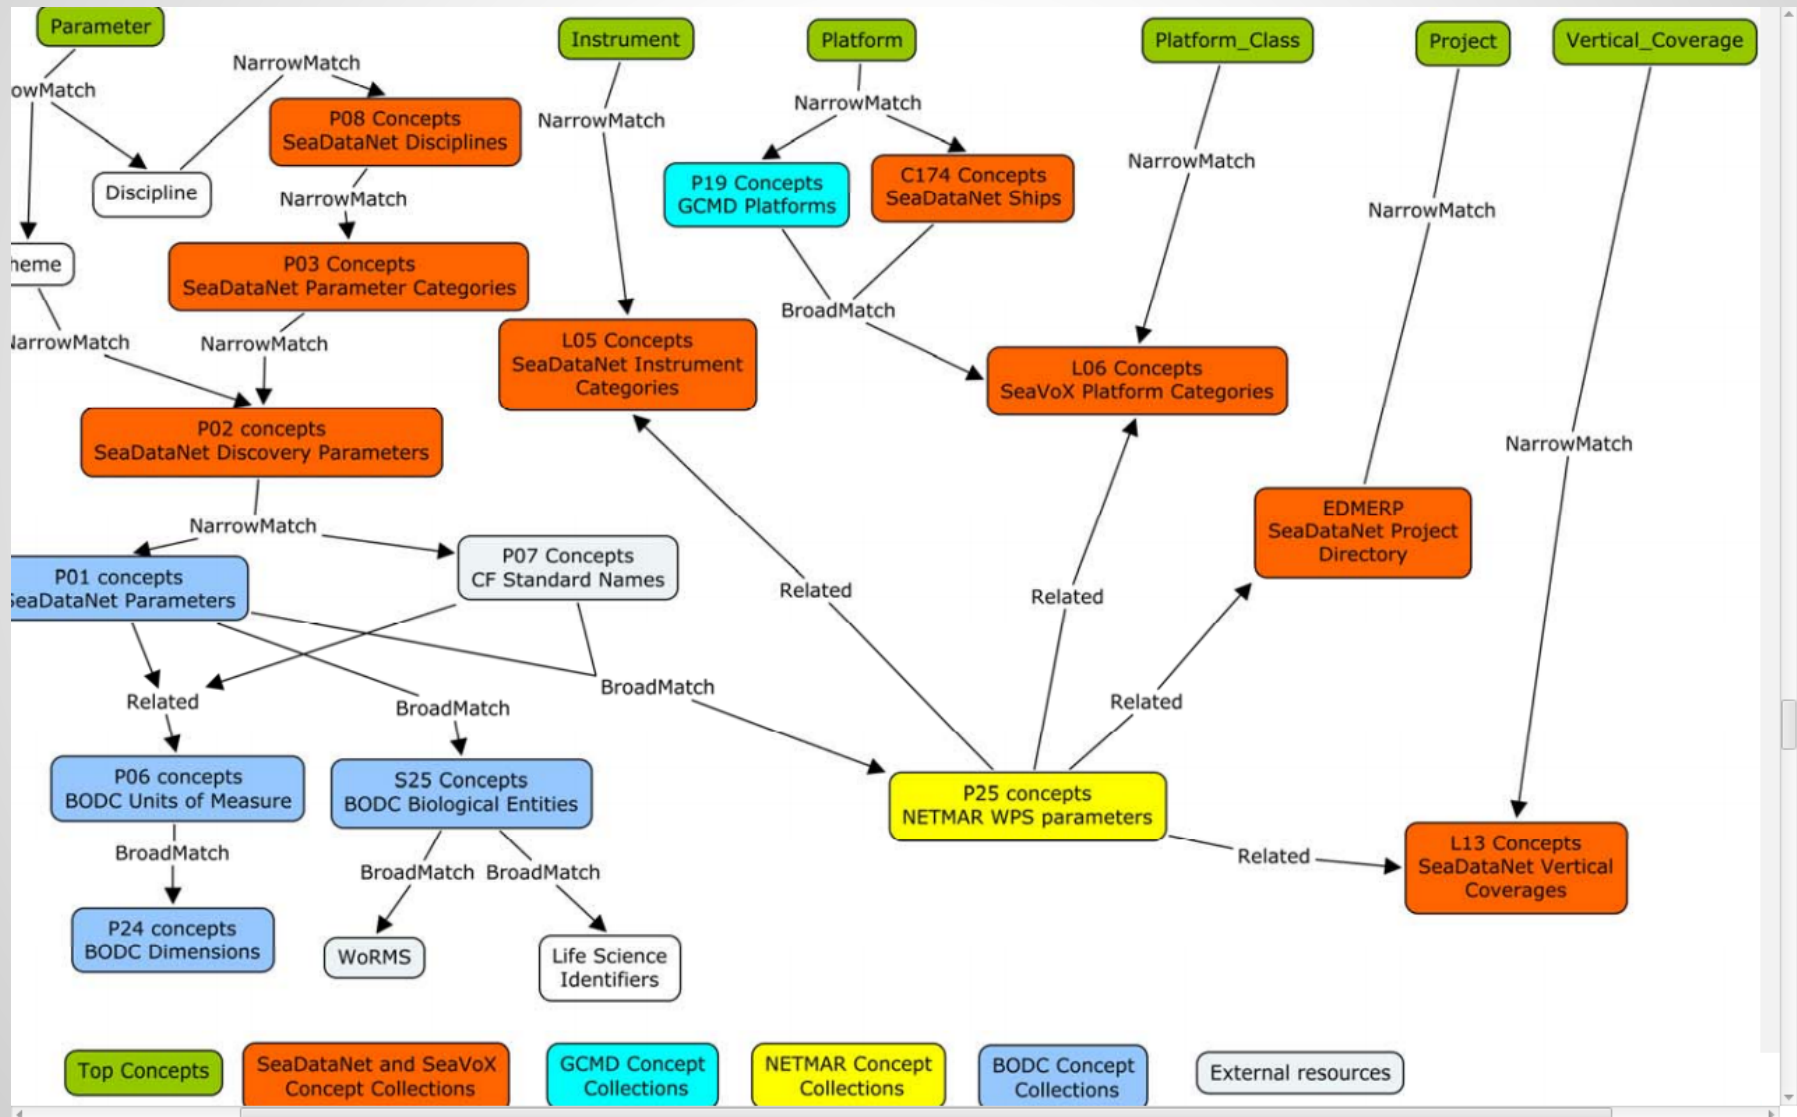 Parameter
Instrument
Platform
Platform_Class
Project
Vertical_Coverage
owMatch
NarrowMatch
NarrowMatch
NarrowMatch
NarrowMatch
NarrowMatch
NarrowMatch
P08 Concepts
SeaDataNet Disciplines
Discipline
NarrowMatch
P19 Concepts
GCMD Platforms
C174 Concepts
SeaDataNet Ships
heme
P03 Concepts
SeaDataNet Parameter Categories
BroadMatch
NarrowMatch
NarrowMatch
L05 Concepts
SeaDataNet Instrument
Categories
L06 Concepts
SeaVoX Platform Categories
P02 concepts
SeaDataNet Discovery Parameters
NarrowMatch
EDMERP
SeaDataNet Project
Directory
P01 concepts
SeaDataNet Parameters
P07 Concepts
CF Standard Names
Related
Related
Related
Related
BroadMatch
BroadMatch
P06 concepts
BODC Units of Measure
S25 Concepts
BODC Biological Entities
P25 concepts
NETMAR WPS parameters
BroadMatch
BroadMatch
BroadMatch
Related
L13 Concepts
SeaDataNet Vertical
Coverages
P24 concepts
BODC Dimensions
WoRMS
Life Science
Identifiers
Top Concepts
SeaDataNet and SeaVoX
Concept Collections
GCMD Concept
Collections
NETMAR Concept
Collections
BODC Concept
Collections
External resources